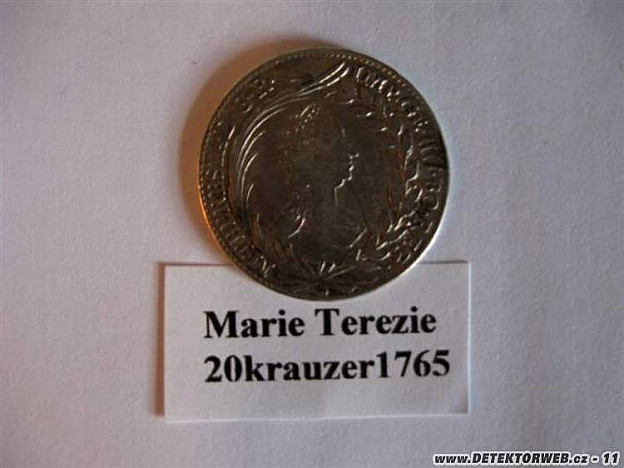 Marie Terezie
20krauzer1765
www.DETEKTORWEB.cz - 11